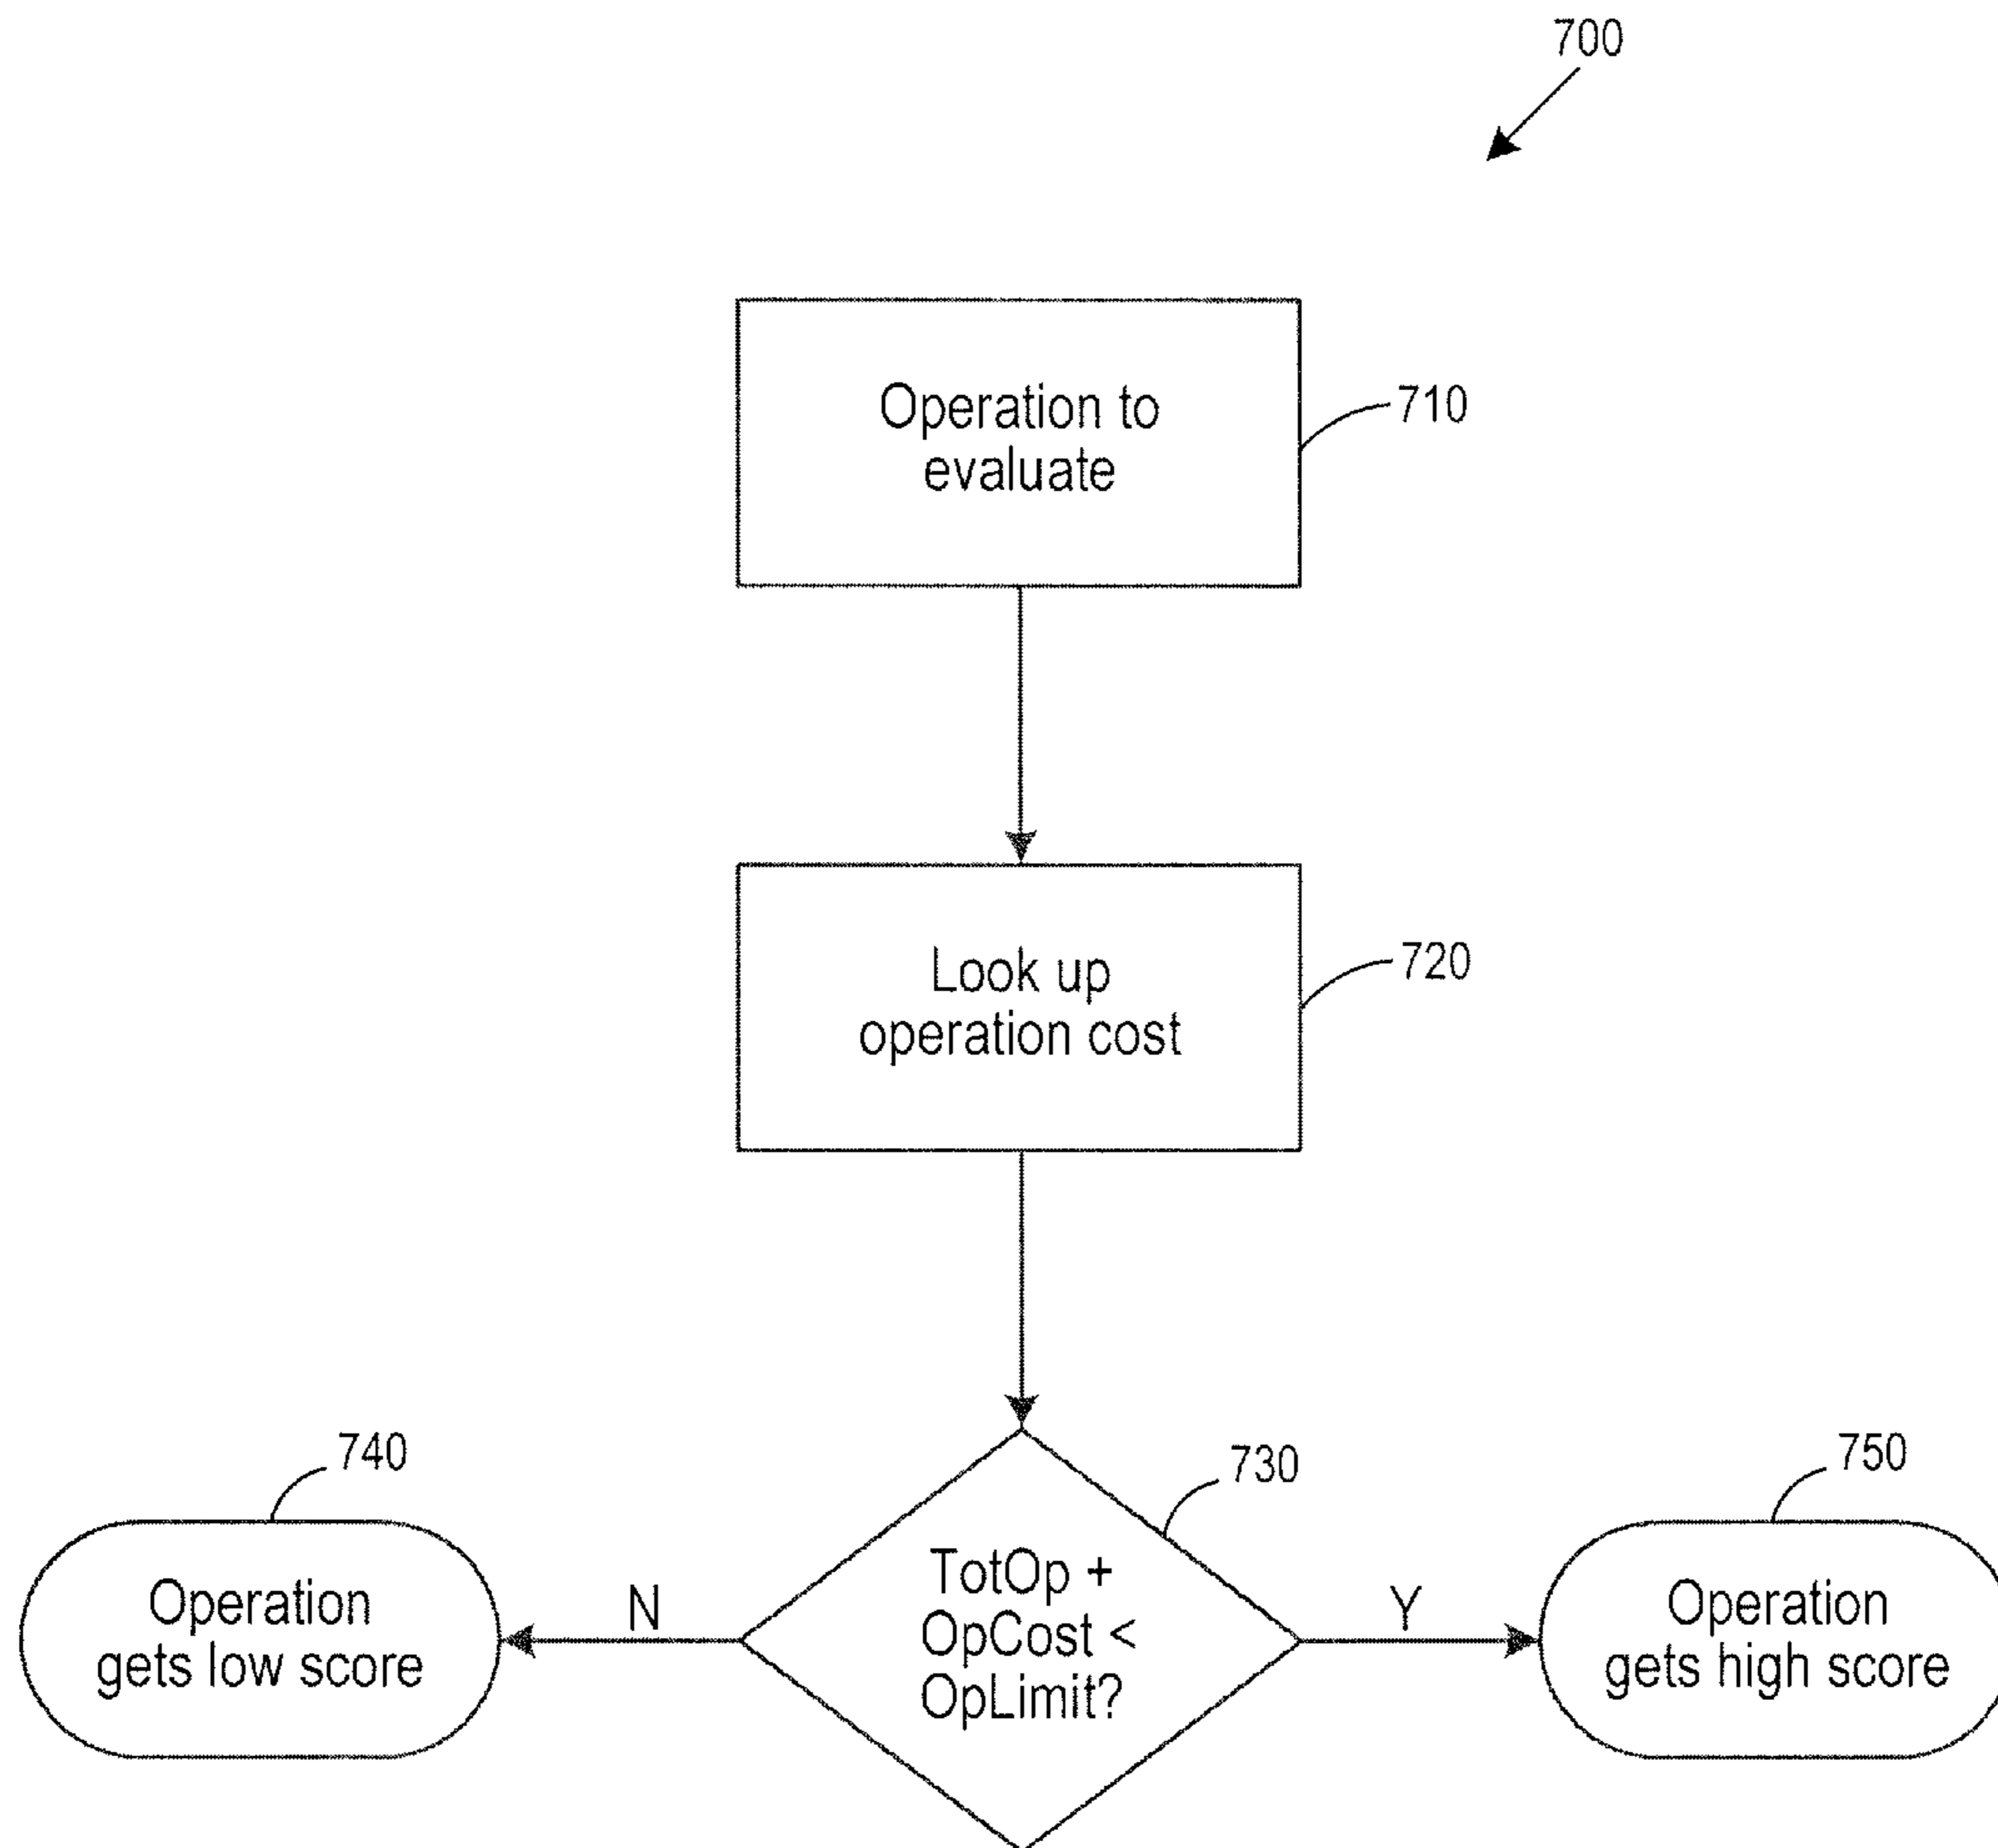 700
Operation to
evaluate
710
Look up
operation cost
720
740
730
750
Operation
gets low score
N
TotOp +
OpCost <
OpLimit?
Y
Operation
gets high score